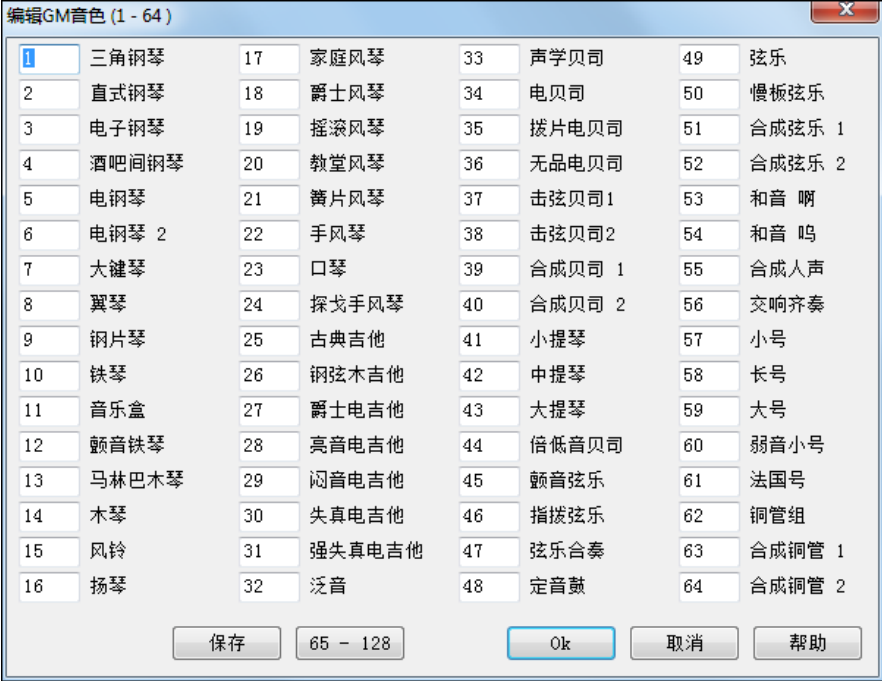 编辑GM音色 (1 - 64 )
1 三角钢琴 17 家庭风琴 33 声学贝司 49 弦乐
2 直式钢琴 18 爵士风琴 34 电贝司 50 慢板弦乐
3 电子钢琴 19 摇滚风琴 35 拨片电贝司 51 合成弦乐 1
4 酒吧间钢琴 20 教堂风琴 36 无品电贝司 52 合成弦乐 2
5 电钢琴 21 簧片风琴 37 击弦贝司1 53 和音 啊
6 电钢琴 2 22 手风琴 38 击弦贝司2 54 和音 呜
7 大键琴 23 口琴 39 合成贝司 1 55 合成人声
8 翼琴 24 探戈手风琴 40 合成贝司 2 56 交响齐奏
9 钢片琴 25 古典吉他 41 小提琴 57 小号
10 铁琴 26 钢弦木吉他 42 中提琴 58 长号
11 音乐盒 27 爵士电吉他 43 大提琴 59 大号
12 颤音铁琴 28 亮音电吉他 44 倍低音贝司 60 弱音小号
13 马林巴木琴 29 闷音电吉他 45 颤音弦乐 61 法国号
14 木琴 30 失真电吉他 46 指拨弦乐 62 铜管组
15 风铃 31 强失真电吉他 47 弦乐合奏 63 合成铜管 1
16 扬琴 32 泛音 48 定音鼓 64 合成铜管 2
保存 65 - 128 Ok 取消 帮助